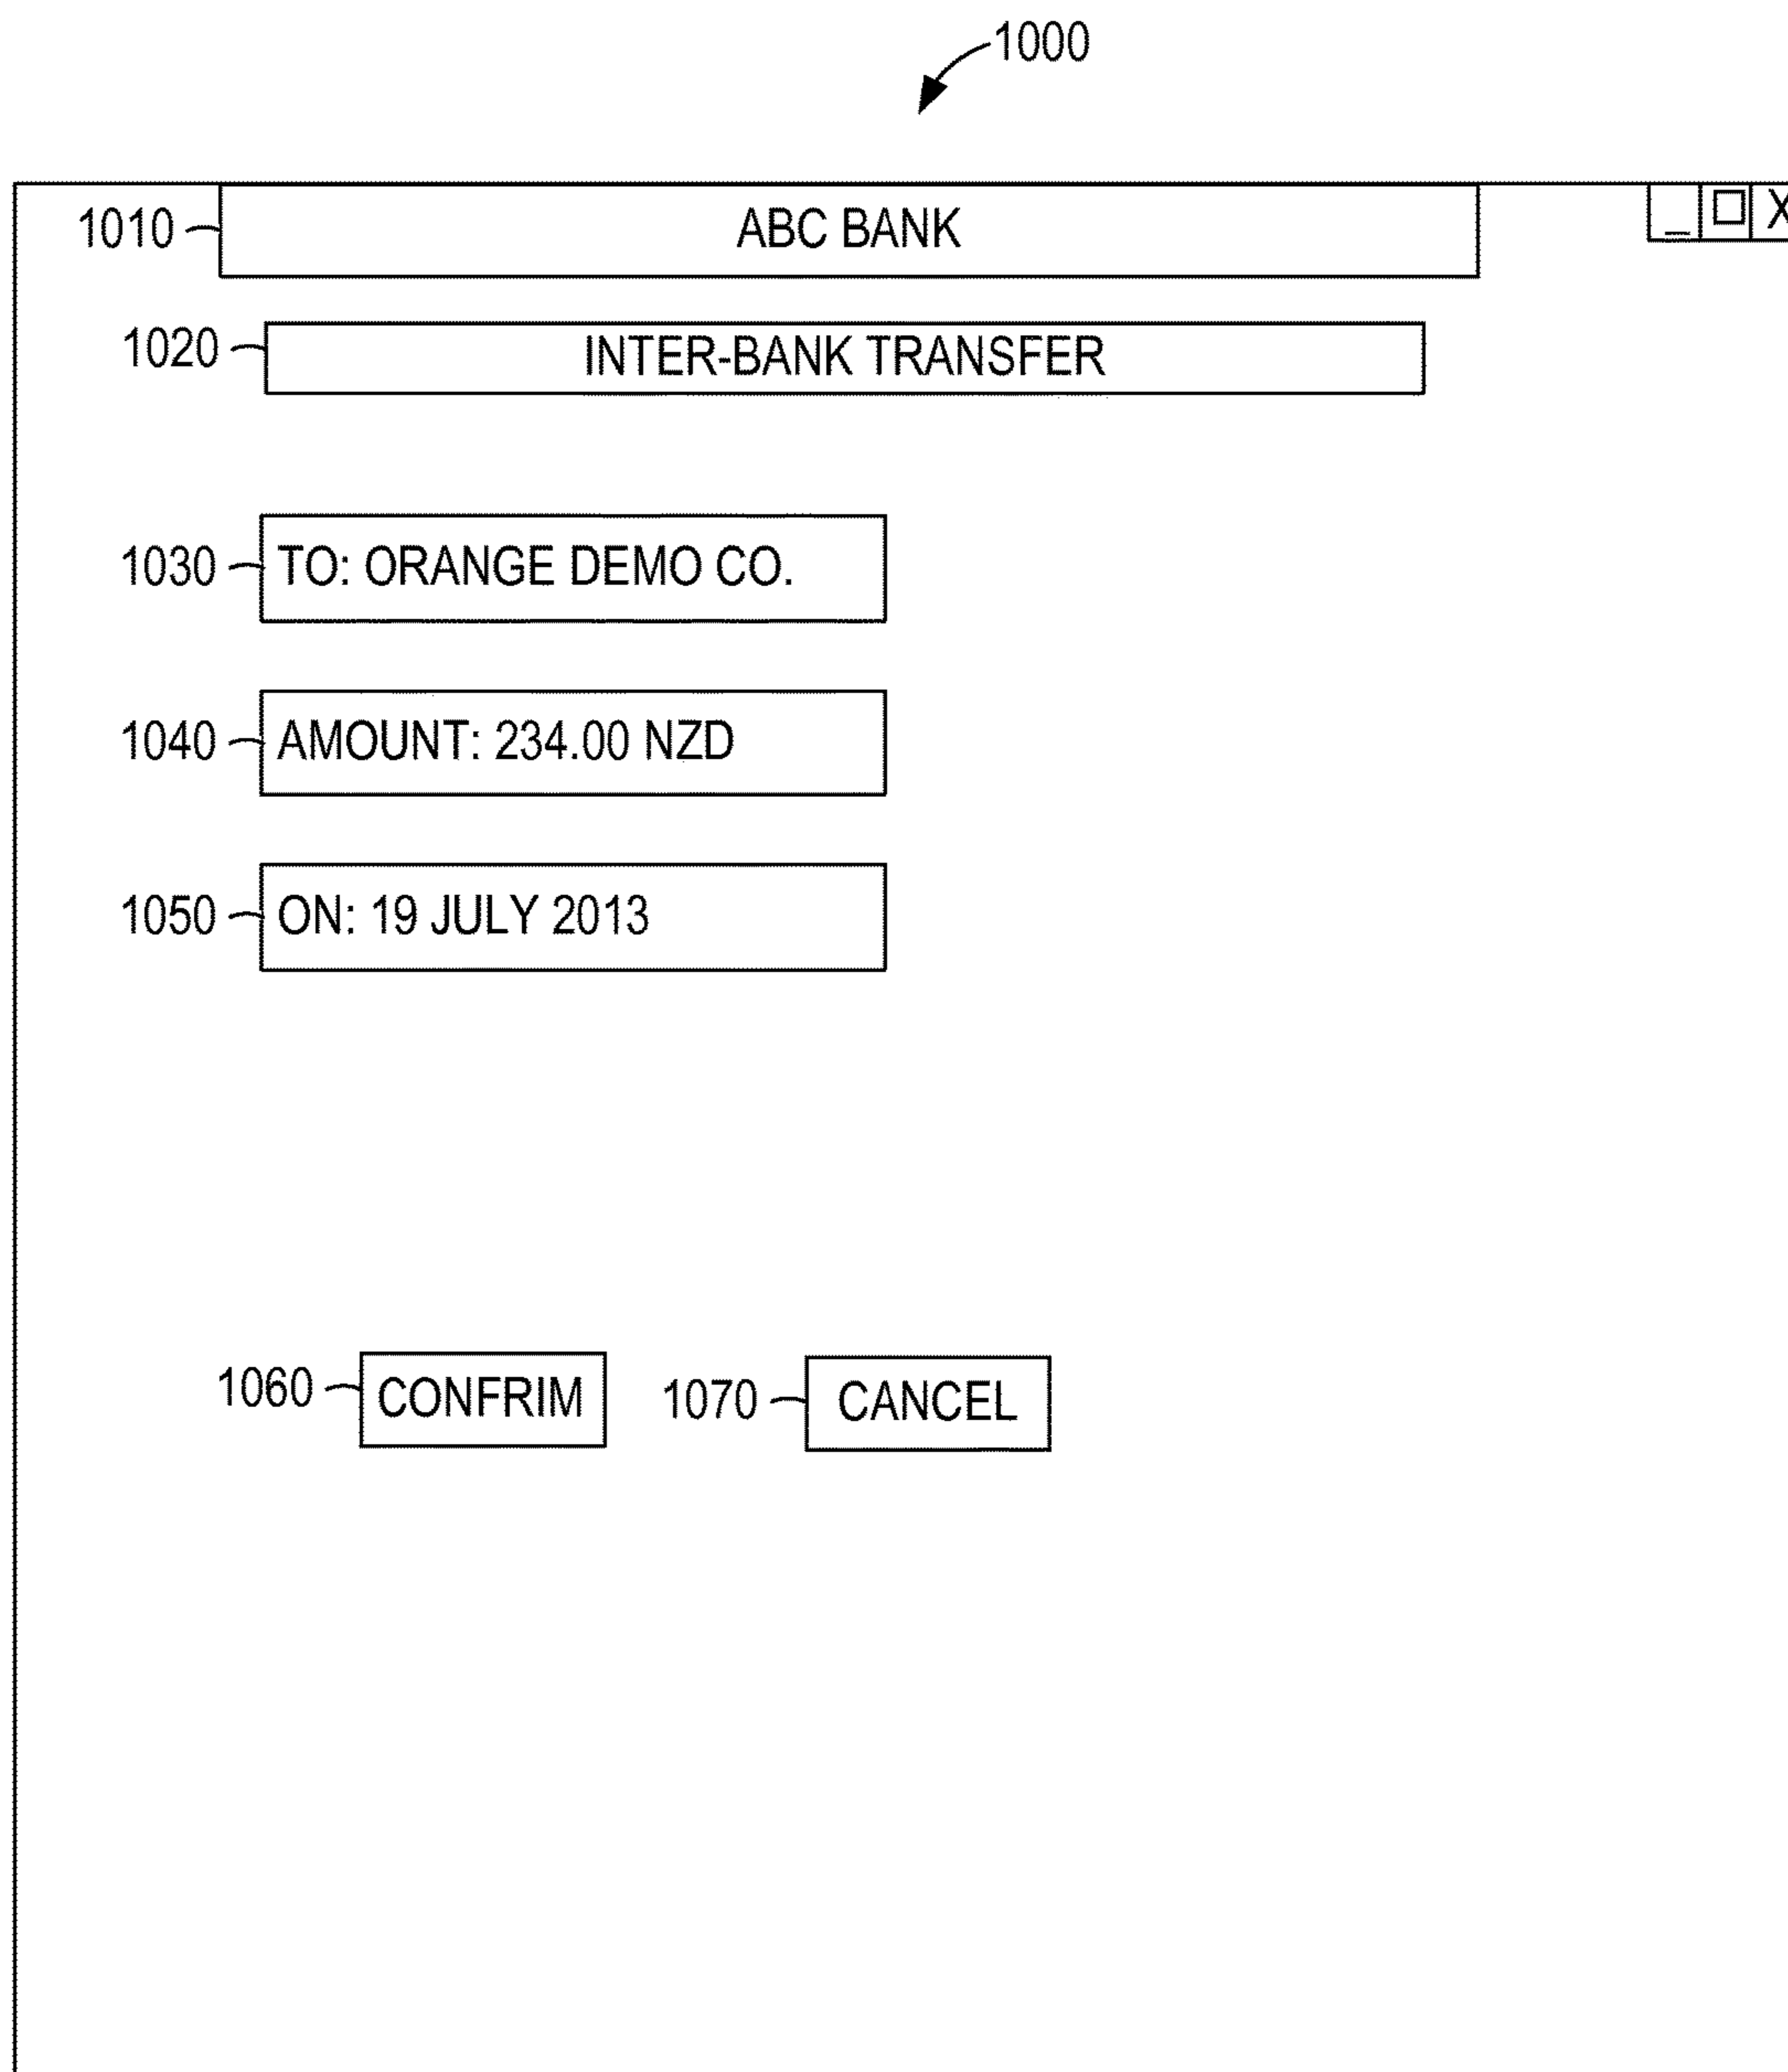 1000
1010 ABC BANK _ □ X
1020 INTER-BANK TRANSFER
1030 TO: ORANGE DEMO CO.
1040 AMOUNT: 234.00 NZD
1050 ON: 19 JULY 2013
1060 CONFRIM 1070 CANCEL